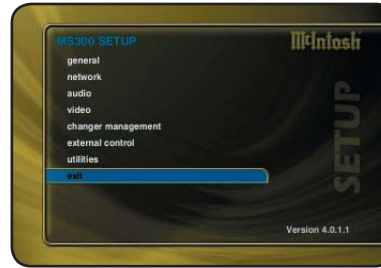 MS300 SETUP
McIntosh
general
network
audio
video
changer management
external control
utilities
exit
SETUP
Version 4.0.1.1